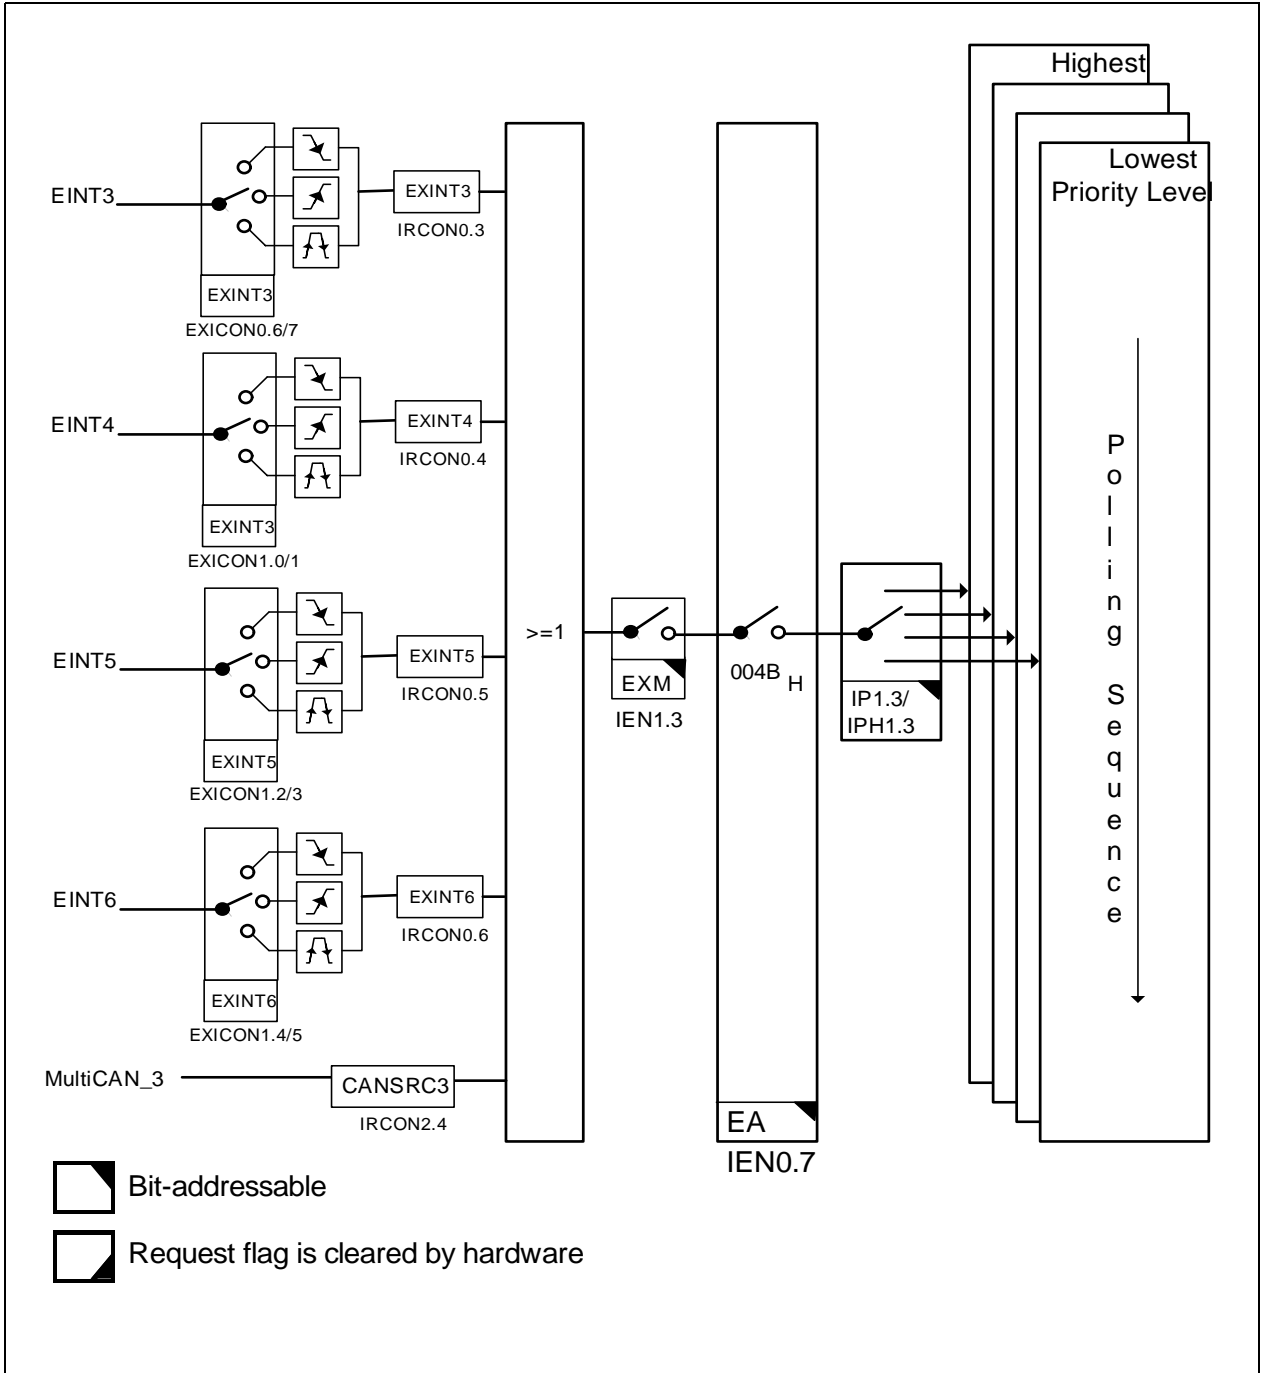 Highest
Lowest
Priority Level
EINT3
EXINT3
IRCON0.3
EXINT3
EXICON0.6/7
EINT4
EXINT4
IRCON0.4
EXINT3
EXICON1.0/1
EINT5
EXINT5
IRCON0.5
EXINT5
EXICON1.2/3
EINT6
EXINT6
IRCON0.6
EXINT6
EXICON1.4/5
MultiCAN_3
CANSRC3
IRCON2.4
>=1
EXM
IEN1.3
004B H
EA
IEN0.7
IP1.3/
IPH1.3
Polling Sequence
Bit-addressable
Request flag is cleared by hardware